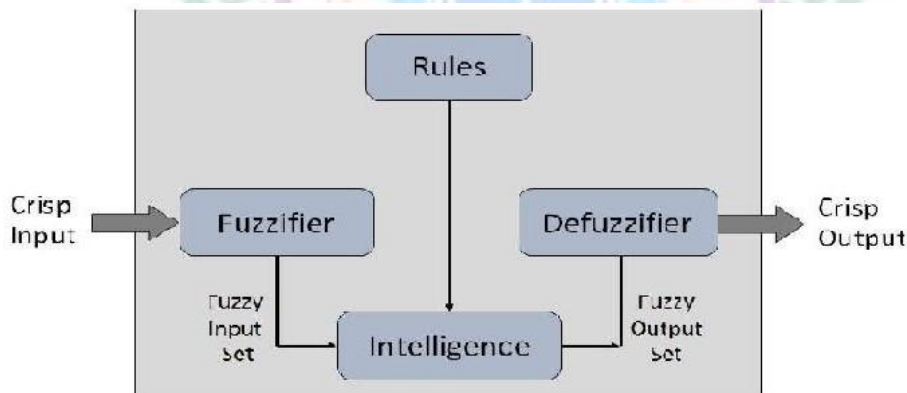 Rules
Crisp
Input
Fuzzifier
Defuzzifier
Crisp
Output
Fuzzy
Input
Set
Intelligence
Fuzzy
Output
Set